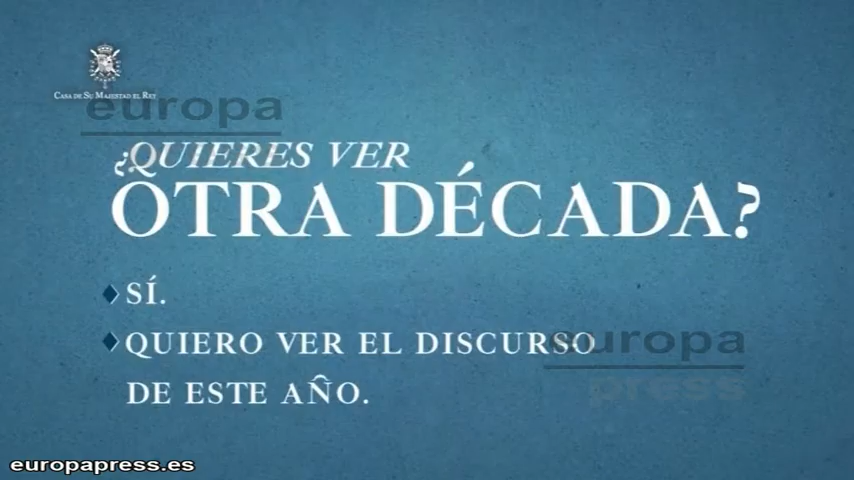 CASA DE SU MAJESTAD EL REY
europa
¿QUIERES VER
OTRA DÉCADA?
SÍ.
QUIERO VER EL DISCURSO
europa
DE ESTE AÑO.
press
europapress.es